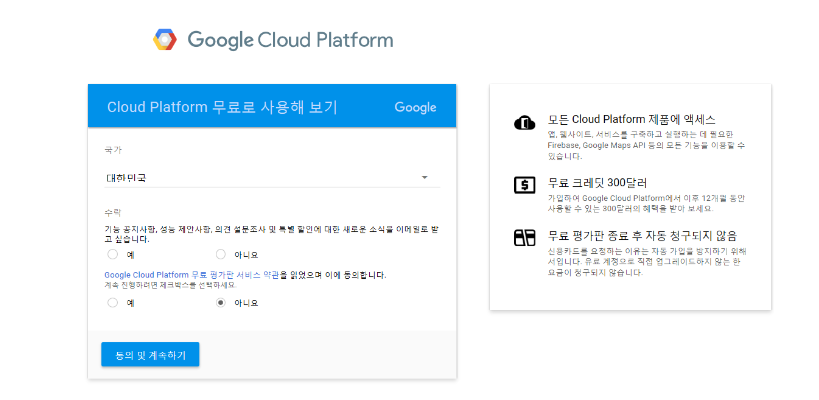 Google Cloud Platform
Cloud Platform 무료로 사용해 보기
Google
국가
대한민국
수락
기능 공지사항, 성능 제안사항, 의견 설문조사 및 특별 할인에 대한 새로운 소식을 이메일로 받
고 싶습니다.
예
아니요
Google Cloud Platform 무료 평가판 서비스 약관을 읽었으며 이에 동의합니다.
계속 진행하려면 체크박스를 선택하세요.
예
아니요
동의 및 계속하기
모든 Cloud Platform 제품에 액세스
앱, 웹사이트, 서비스를 구축하고 실행하는 데 필요한
Firebase, Google Maps API 등의 모든 기능을 이용할 수
있습니다.
무료 크레딧 300달러
가입하여 Google Cloud Platform에서 이후 12개월 동안
사용할 수 있는 300달러의 혜택을 받아 보세요.
무료 평가판 종료 후 자동 청구되지 않음
신용카드를 요청하는 이유는 자동 가입을 방지하기 위해
서입니다. 유료 계정으로 직접 업그레이드하지 않는 한
요금이 청구되지 않습니다.